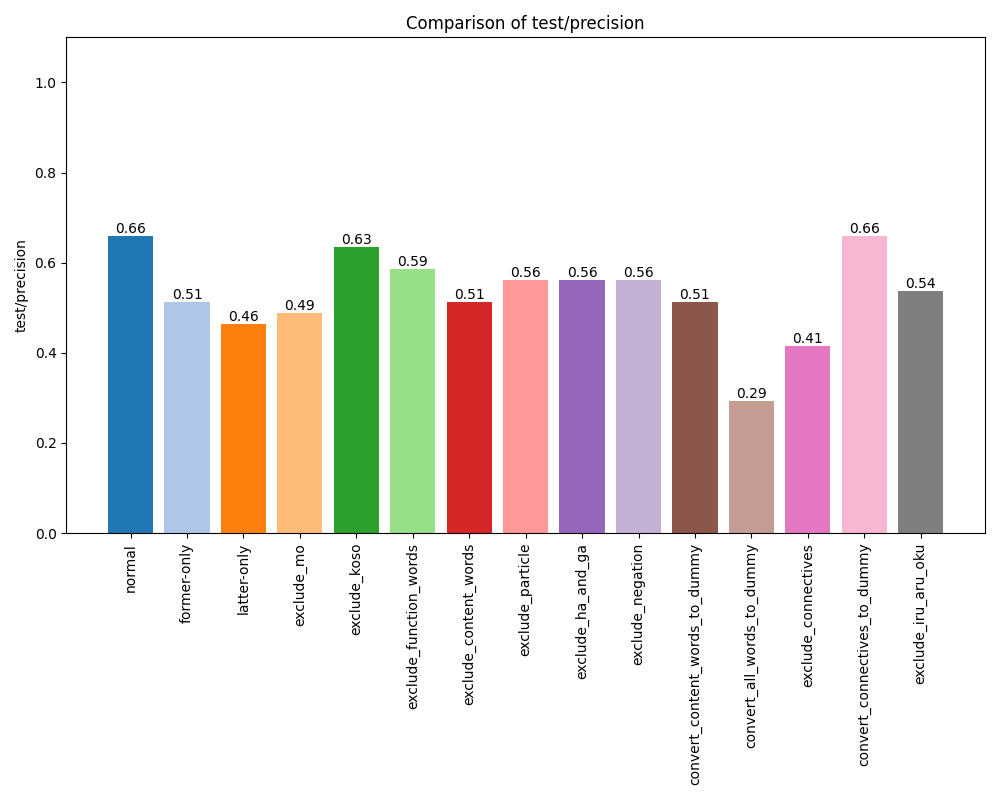 Comparison of test/precision
test/precision
1.0
0.8
0.6
0.4
0.2
0.0
0.66
0.51
0.46
0.49
0.63
0.59
0.51
0.56
0.56
0.56
0.51
0.29
0.41
0.66
0.54
normal
former-only
latter-only
exclude_mo
exclude_koso
exclude_function_words
exclude_content_words
exclude_particle
exclude_ha_and_ga
exclude_negation
convert_content_words_to_dummy
convert_all_words_to_dummy
exclude_connectives
convert_connectives_to_dummy
exclude_iru_aru_oku